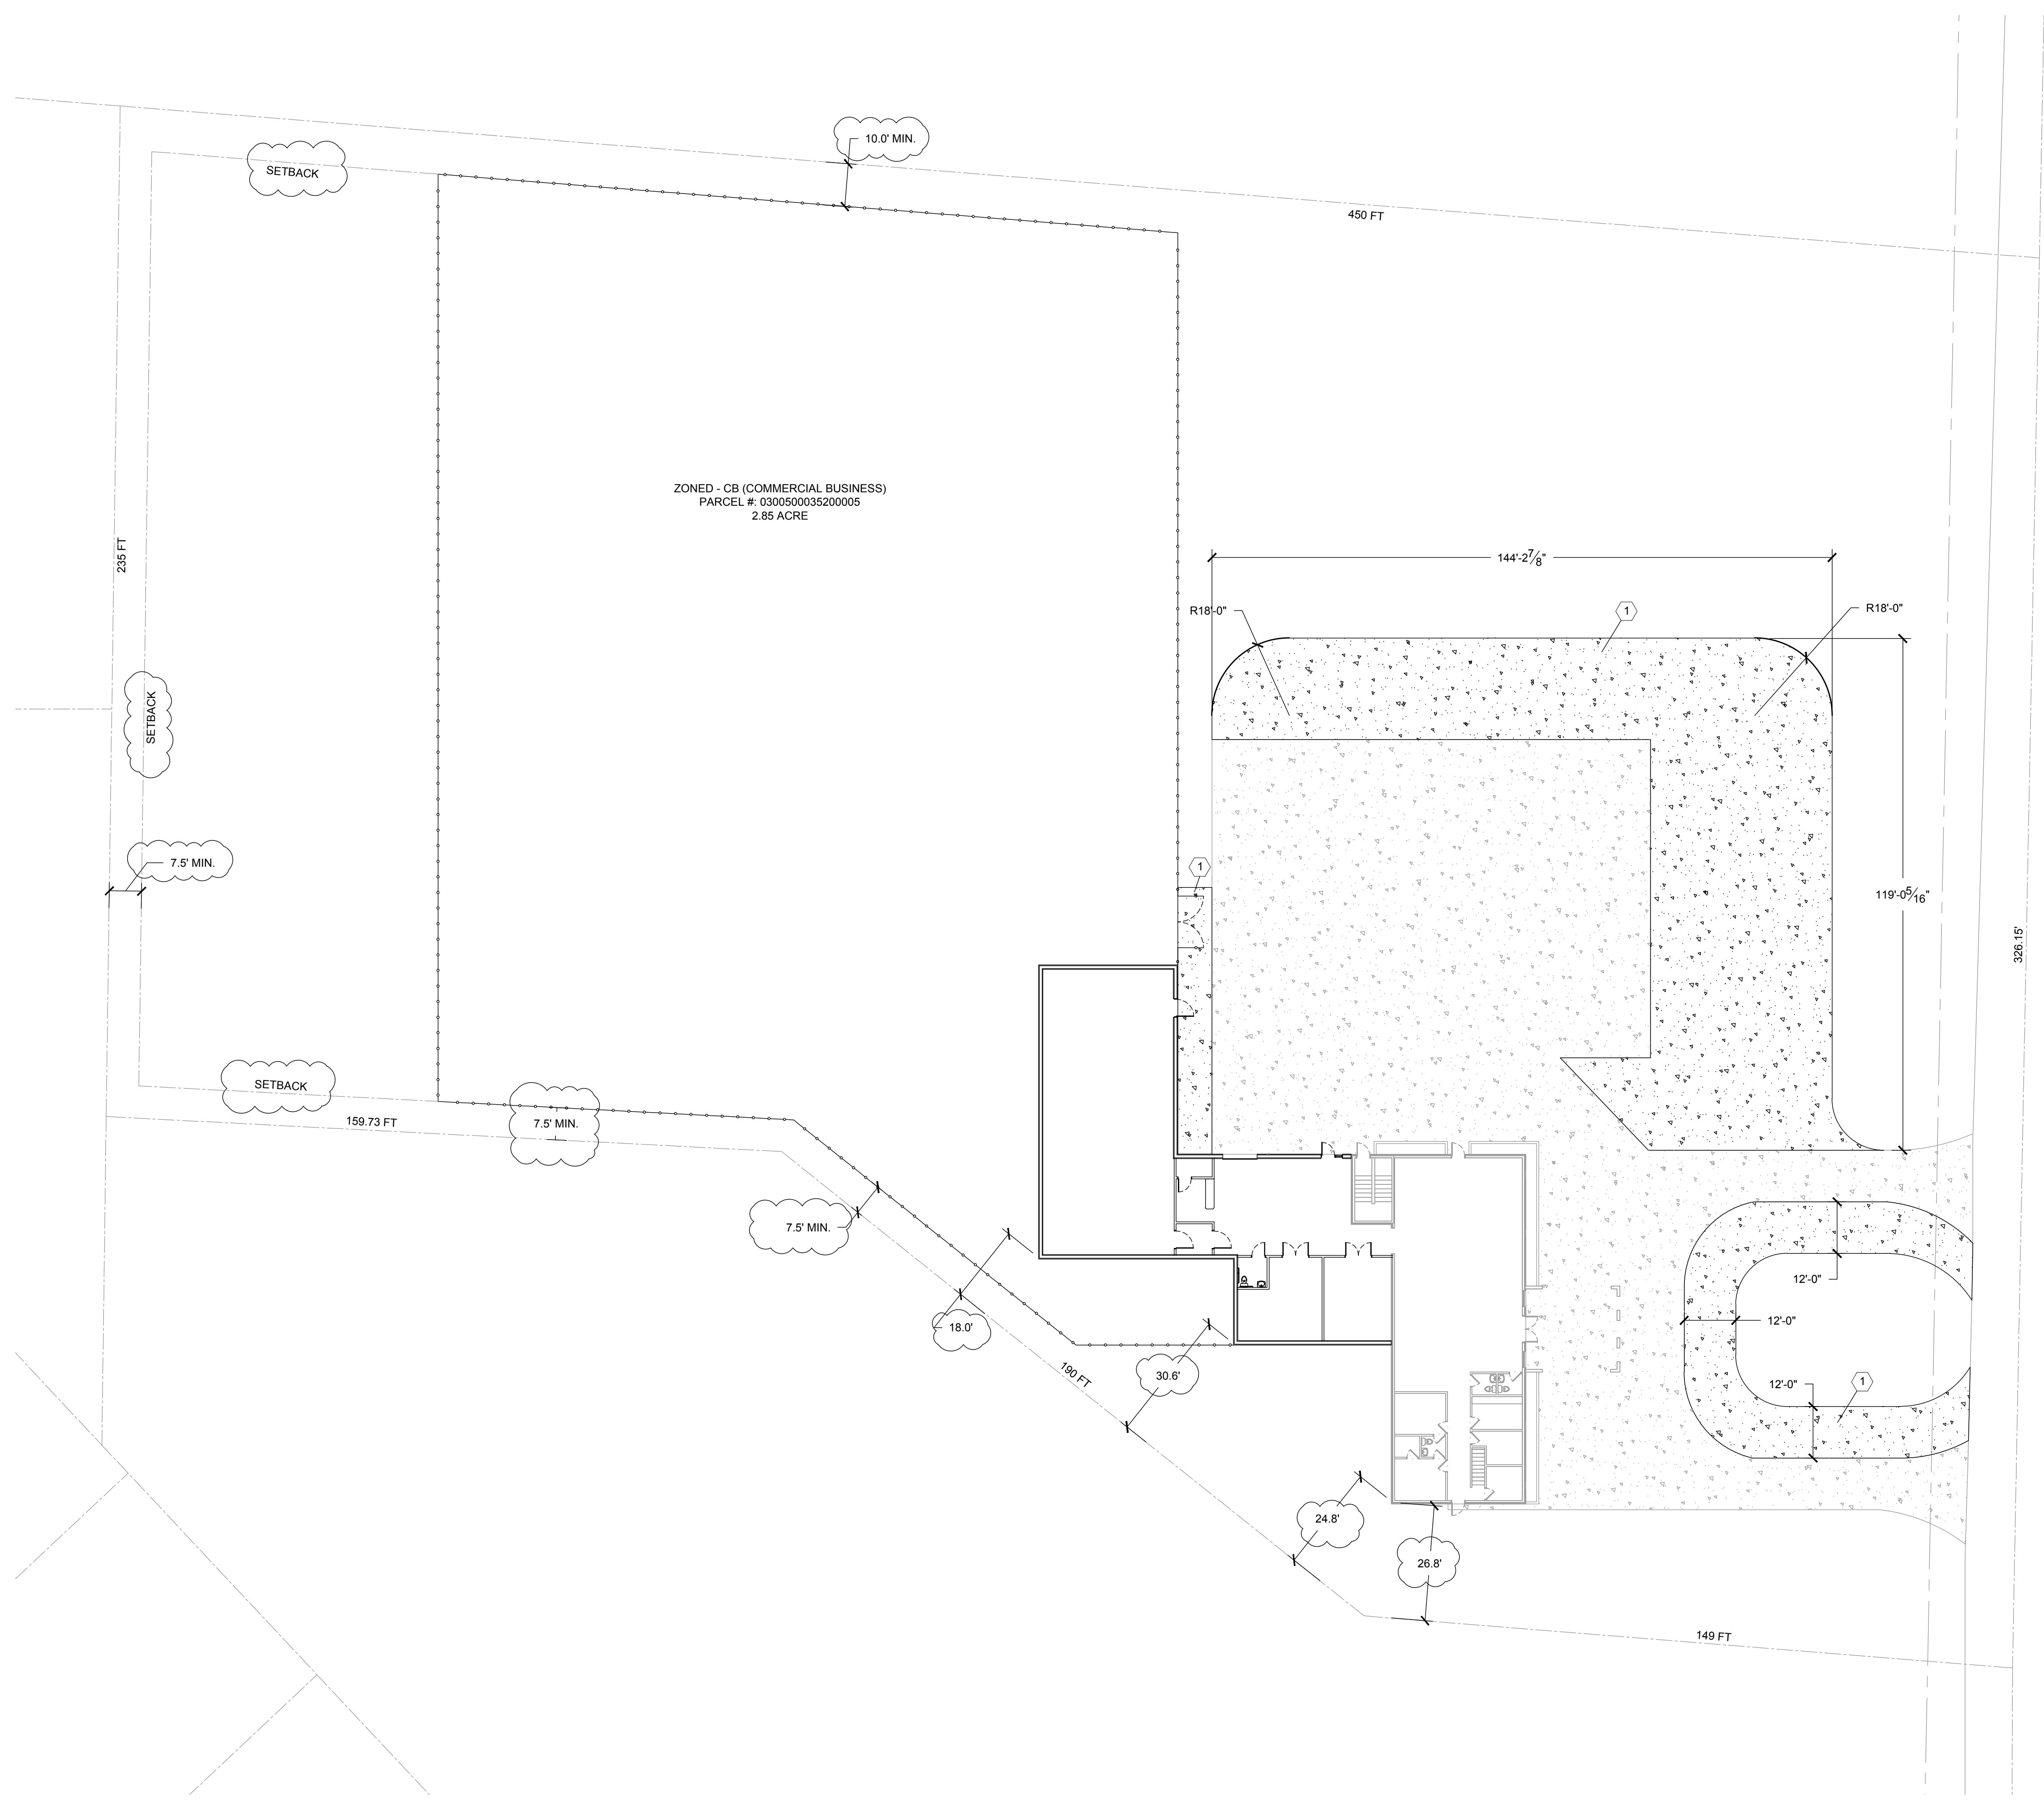 10.0' MIN.
SETBACK
450 FT
ZONED - CB (COMMERCIAL BUSINESS)
PARCEL #: 0300500035200005
2.85 ACRE
235 FT
144'-2 7/8"
R18'-0"
1
R18'-0"
SETBACK
7.5' MIN.
1
119'-0 5/16"
326.15'
SETBACK
159.73 FT
7.5' MIN.
7.5' MIN.
12'-0"
18.0'
12'-0"
190 FT
30.6'
12'-0"
1
24.8'
26.8'
149 FT